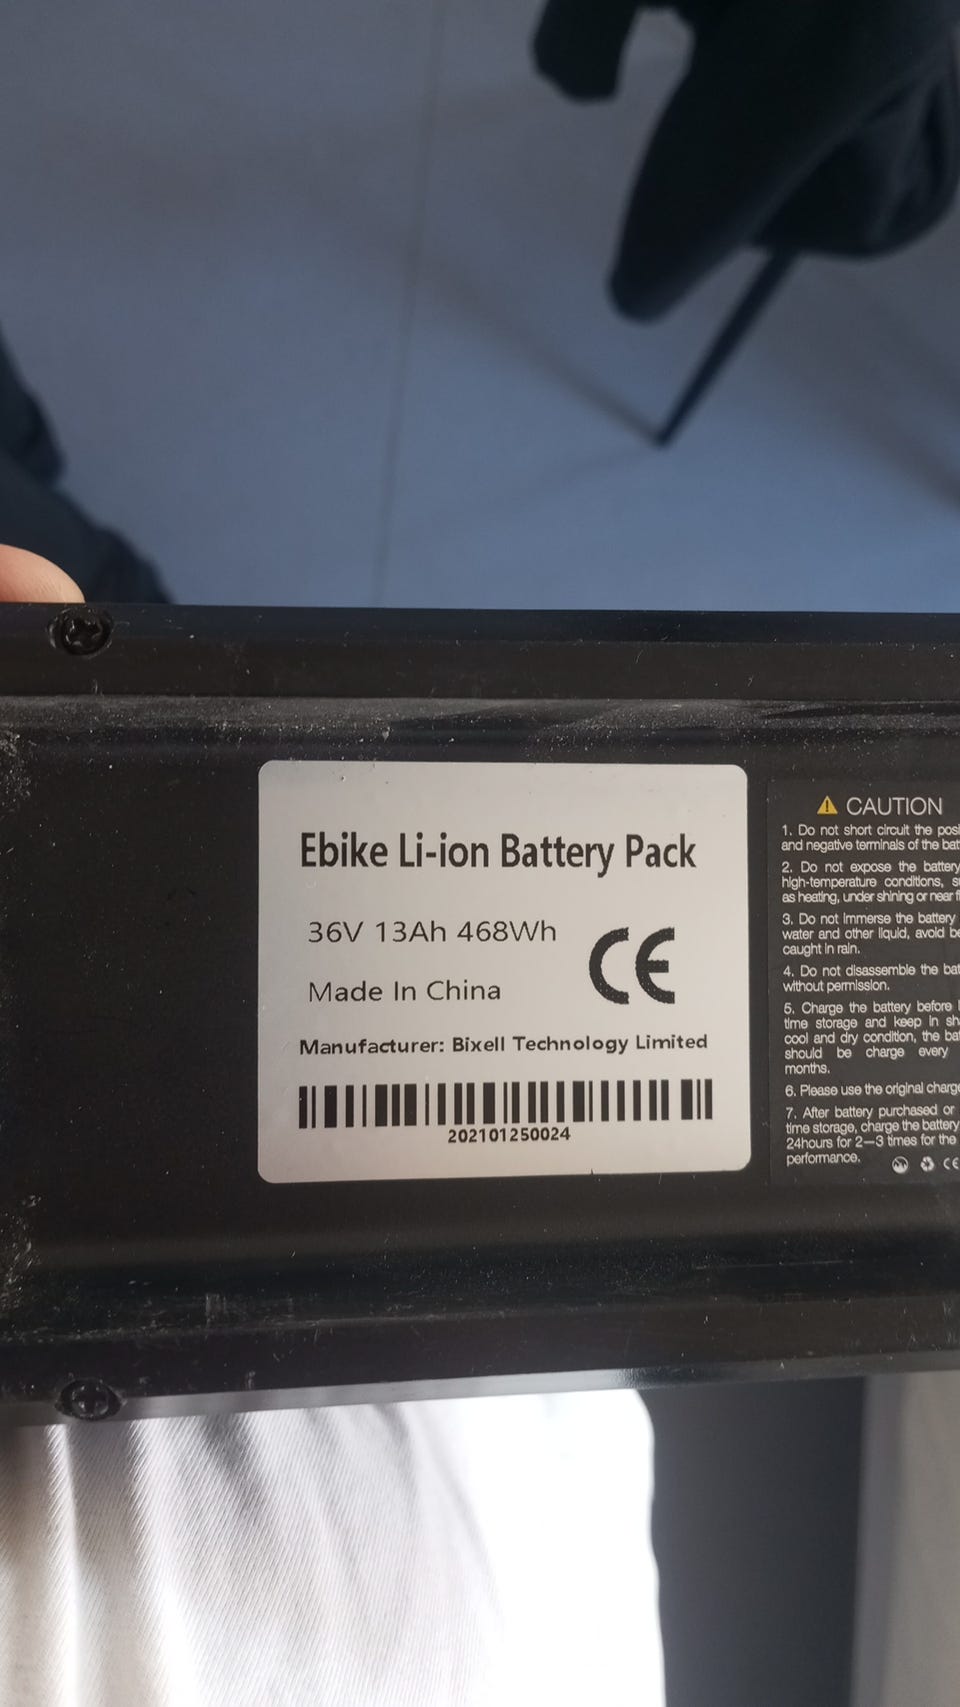 Ebike Li-ion Battery Pack
36V 13Ah 468Wh
CE
Made In China
Manufacturer: Bixell Technology Limited
202101250024
CAUTION
1. Do not short circuit the
and negative terminals of the
2. Do not expose the battery
high-temperature conditions,
as heating, under shining or near
3. Do not immerse the battery
water and other liquid, avoid
caught in rain.
4. Do not disassemble the
without permission.
5. Charge the battery before
time storage and keep in
cool and dry condition, the
should be charge every
months.
6. Please use the original
7. After battery purchased or
time storage, charge the battery
24hours for 2—3 times for the
performance.
CE